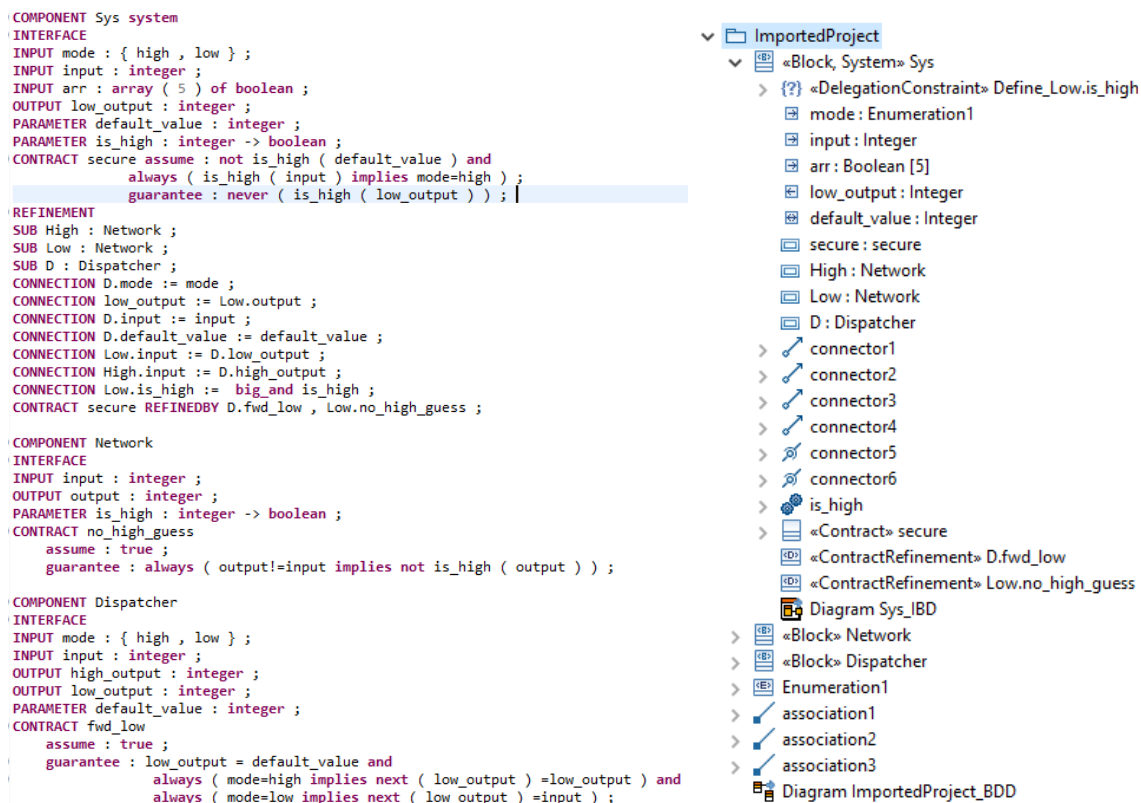 COMPONENT Sys system
INTERFACE
INPUT mode : { high , low } ;
INPUT input : integer ;
INPUT arr : array ( 5 ) of boolean ;
OUTPUT low_output : integer ;
PARAMETER default_value : integer ;
PARAMETER is_high : integer -> boolean ;
CONTRACT secure assume : not is_high ( default_value ) and
always ( is_high ( input ) implies mode=high ) ;
guarantee : never ( is_high ( low_output ) ) ;
REFINEMENT
SUB High : Network ;
SUB Low : Network ;
SUB D : Dispatcher ;
CONNECTION D.mode := mode ;
CONNECTION low_output := Low.output ;
CONNECTION D.input := input ;
CONNECTION D.default_value := default_value ;
CONNECTION Low.input := D.low_output ;
CONNECTION High.input := D.high_output ;
CONNECTION Low.is_high := big_and is_high ;
CONTRACT secure REFINEDBY D.fwd_low , Low.no_high_guess ;
COMPONENT Network
INTERFACE
INPUT input : integer ;
OUTPUT output : integer ;
PARAMETER is_high : integer -> boolean ;
CONTRACT no_high_guess
assume : true ;
guarantee : always ( output!=input implies not is_high ( output ) ) ;
COMPONENT Dispatcher
INTERFACE
INPUT mode : { high , low } ;
INPUT input : integer ;
OUTPUT high_output : integer ;
OUTPUT low_output : integer ;
PARAMETER default_value : integer ;
CONTRACT fwd_low
assume : true ;
guarantee : low_output = default_value and
always ( mode=high implies next ( low_output ) =low_output ) and
always ( mode=low implies next ( low_output ) =input ) ;
ImportedProject
«Block, System» Sys
{?} «DelegationConstraint» Define_Low.is_high
mode : Enumeration1
input : Integer
arr : Boolean [5]
low_output : Integer
default_value : Integer
secure : secure
High : Network
Low : Network
D : Dispatcher
connector1
connector2
connector3
connector4
connector5
connector6
is_high
«Contract» secure
«ContractRefinement» D.fwd_low
«ContractRefinement» Low.no_high_guess
Diagram Sys_IBD
«Block» Network
«Block» Dispatcher
Enumeration1
association1
association2
association3
Diagram ImportedProject_BDD